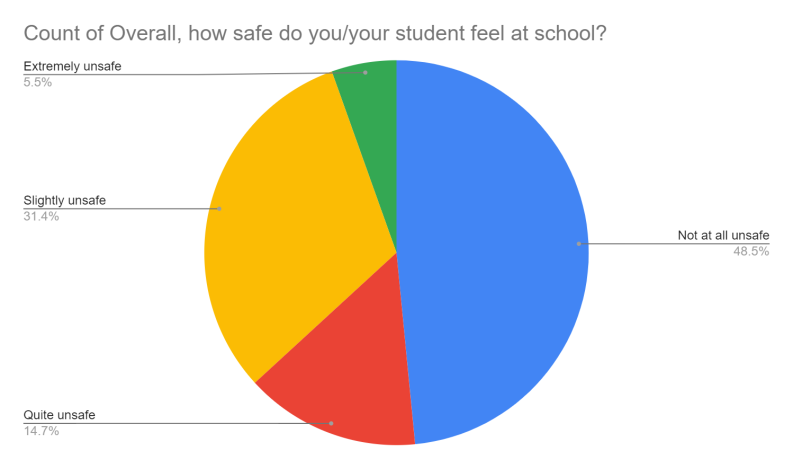 Count of Overall, how safe do you/your student feel at school?
Extremely unsafe
5.5%
Slightly unsafe
31.4%
Not at all unsafe
48.5%
Quite unsafe
14.7%